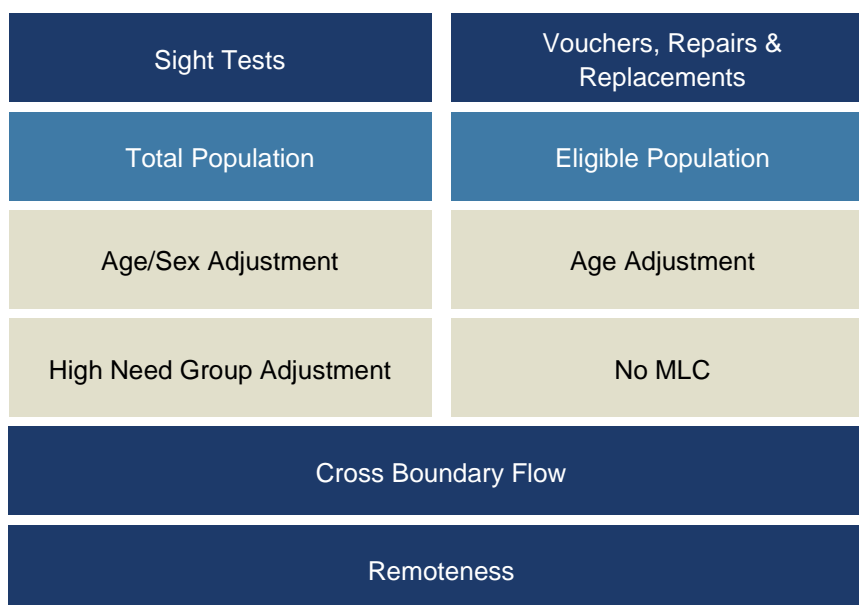 Sight Tests
Vouchers, Repairs &
Replacements
Total Population
Eligible Population
Age/Sex Adjustment
Age Adjustment
High Need Group Adjustment
No MLC
Cross Boundary Flow
Remoteness